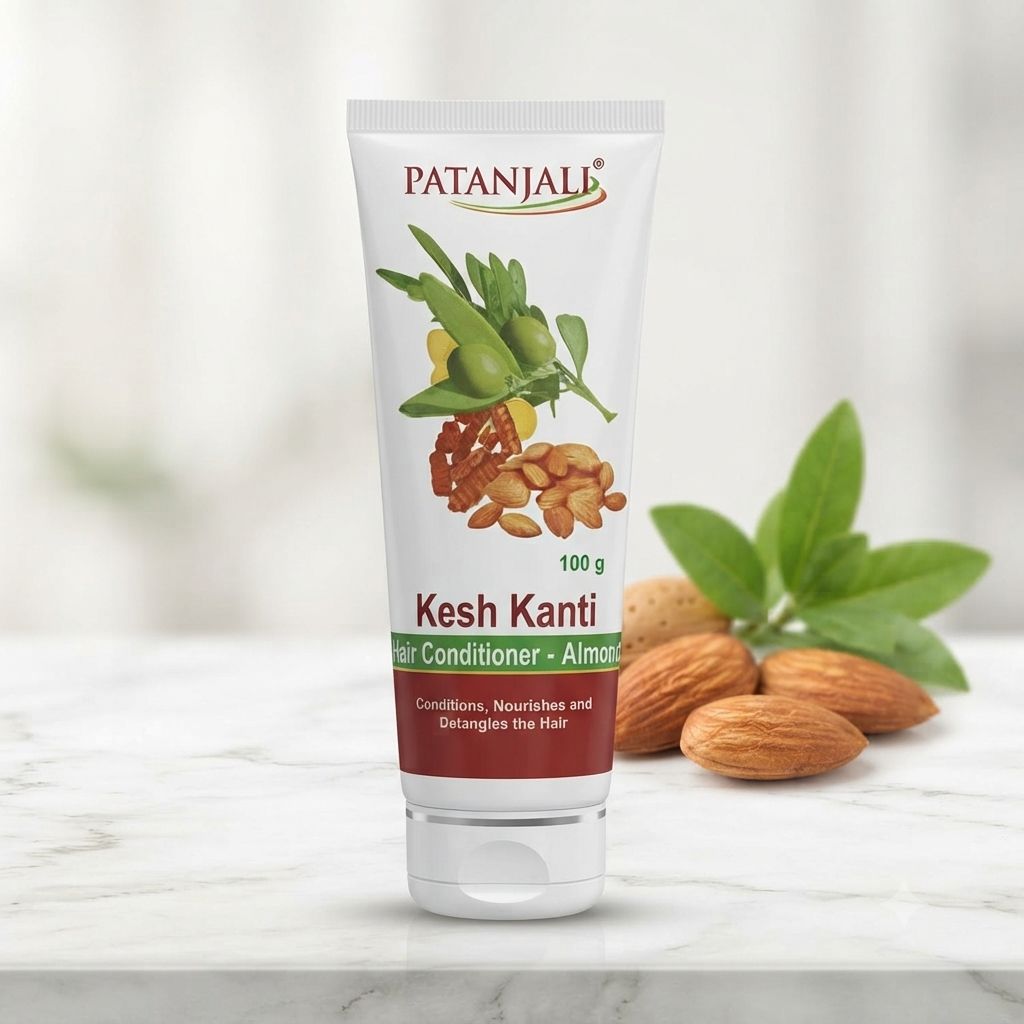 PATANJALI®
100 g
Kesh Kanti
Hair Conditioner - Almond
Conditions, Nourishes and
Detangles the Hair